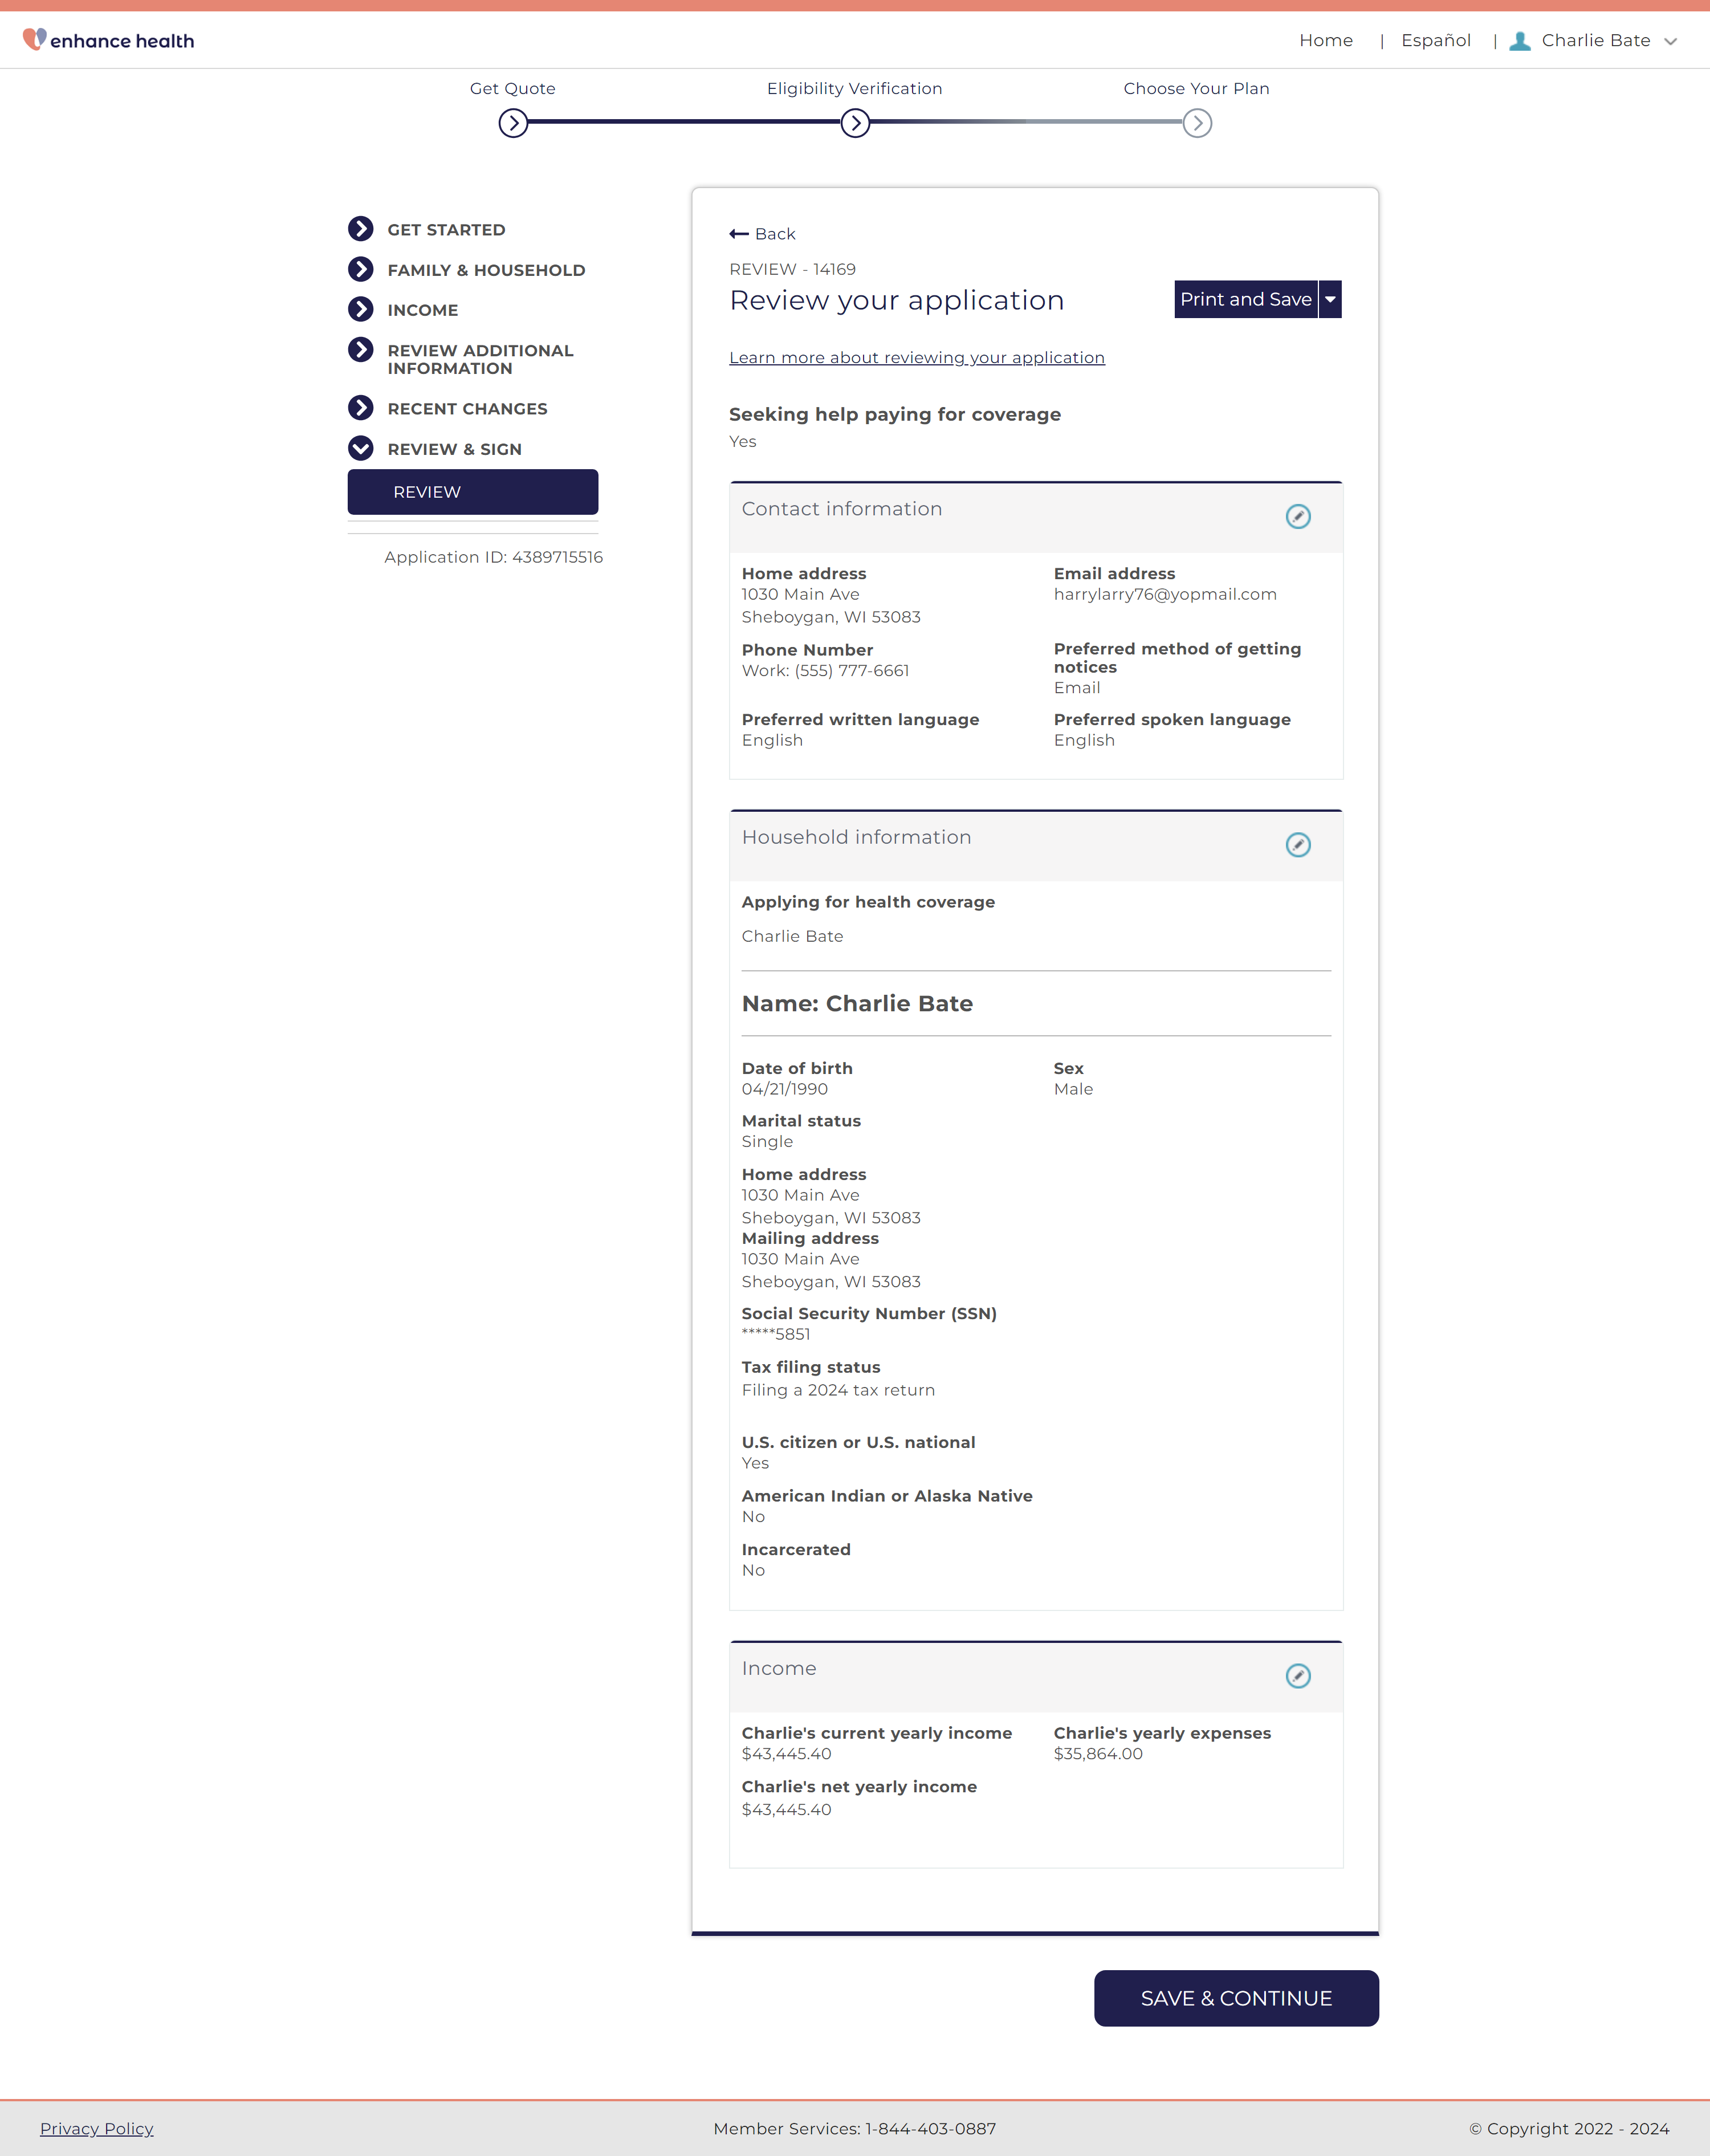 enhance health
Home | Español | Charlie Bate
Get Quote
Eligibility Verification
Choose Your Plan
GET STARTED
FAMILY & HOUSEHOLD
INCOME
REVIEW ADDITIONAL
INFORMATION
RECENT CHANGES
REVIEW & SIGN
REVIEW
Application ID: 4389715516
Back
REVIEW - 14169
Review your application
Print and Save
Learn more about reviewing your application
Seeking help paying for coverage
Yes
Contact information
Home address
1030 Main Ave
Sheboygan, WI 53083
Email address
harrylarry76@yopmail.com
Phone Number
Work: (555) 777-6661
Preferred method of getting
notices
Email
Preferred written language
English
Preferred spoken language
English
Household information
Applying for health coverage
Charlie Bate
Name: Charlie Bate
Date of birth
04/21/1990
Sex
Male
Marital status
Single
Home address
1030 Main Ave
Sheboygan, WI 53083
Mailing address
1030 Main Ave
Sheboygan, WI 53083
Social Security Number (SSN)
*****5851
Tax filing status
Filing a 2024 tax return
U.S. citizen or U.S. national
Yes
American Indian or Alaska Native
No
Incarcerated
No
Income
Charlie's current yearly income
$43,445.40
Charlie's yearly expenses
$35,864.00
Charlie's net yearly income
$43,445.40
SAVE & CONTINUE
Privacy Policy
Member Services: 1-844-403-0887
© Copyright 2022 - 2024